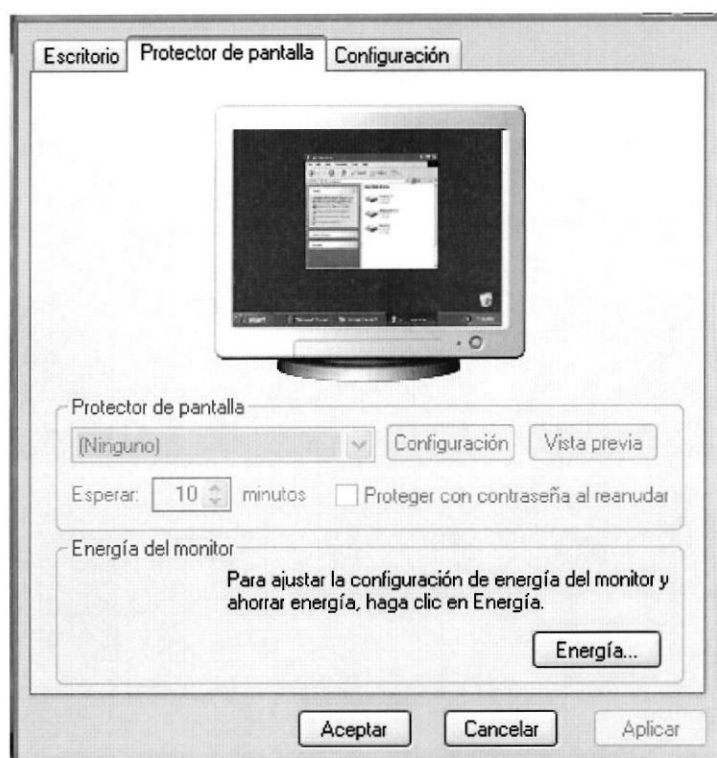 Escritorio
Protector de pantalla
Configuración
Protector de pantalla
(Ninguno)
Configuración
Vista previa
Esperar:
10
minutos
Proteger con contraseña al reanudar
Energía del monitor
Para ajustar la configuración de energía del monitor y
ahorrar energía, haga clic en Energía.
Energía...
Aceptar
Cancelar
Aplicar